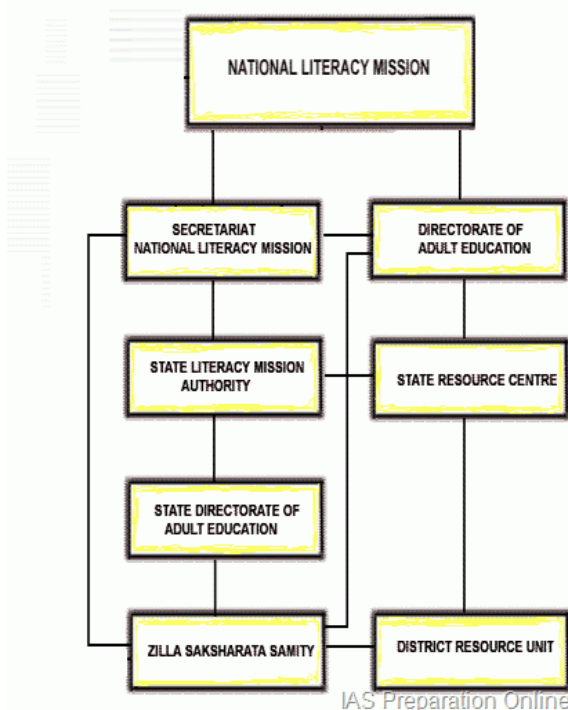 NATIONAL LITERACY MISSION
SECRETARIAT
NATIONAL LITERACY MISSION
DIRECTORATE OF
ADULT EDUCATION
STATE LITERACY MISSION
AUTHORITY
STATE RESOURCE CENTRE
STATE DIRECTORATE OF
ADULT EDUCATION
ZILLA SAKSHARATA SAMITY
DISTRICT RESOURCE UNIT
IAS Preparation Online